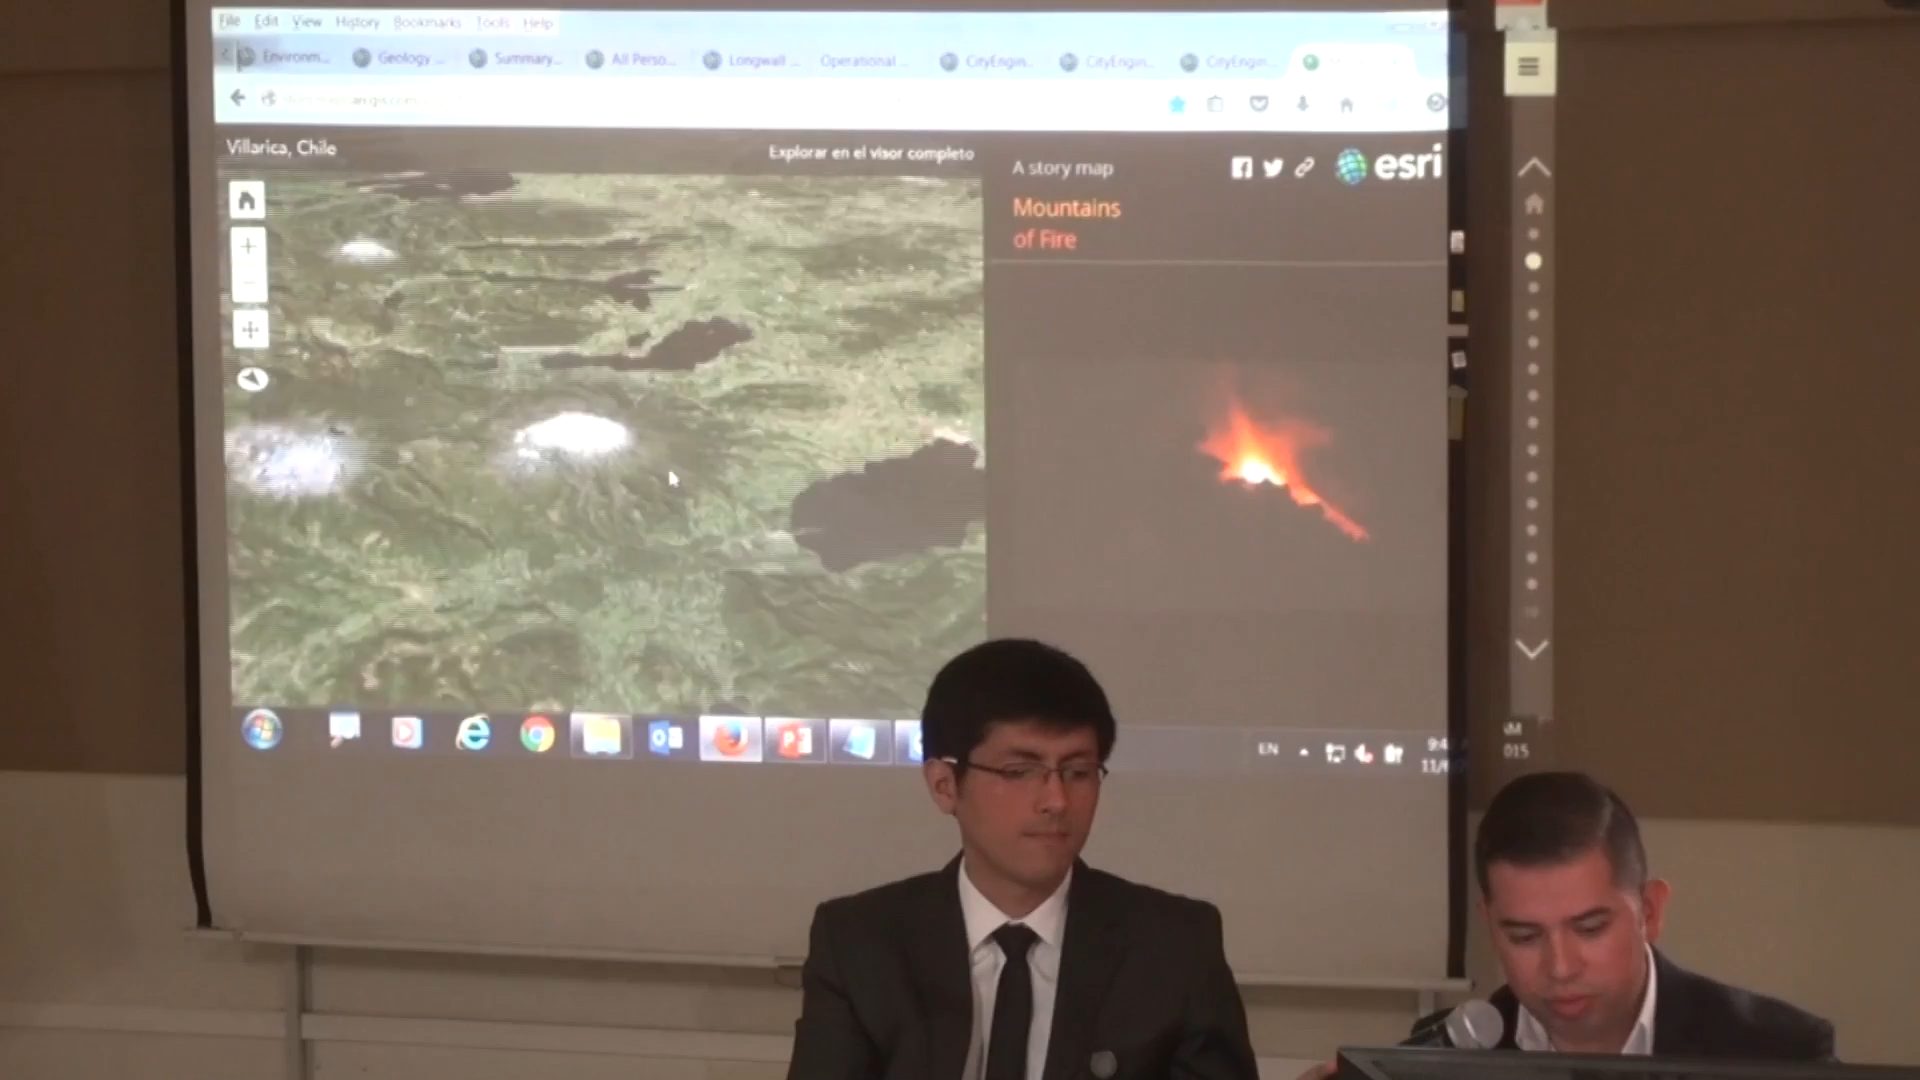 File Edit View History Bookmarks Tools Help
Environm... Geology ... Summary... All Perso... Longwall ... Operational ... CityEngin... CityEngin... CityEngin...
Villarica, Chile
Explorar en el visor completo
A story map
esri
Mountains
of Fire
EN